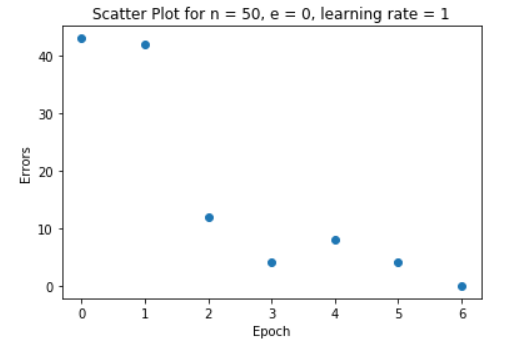 Scatter Plot for n = 50, e = 0, learning rate = 1
40
30
20
10
0
Errors
0 1 2 3 4 5 6
Epoch